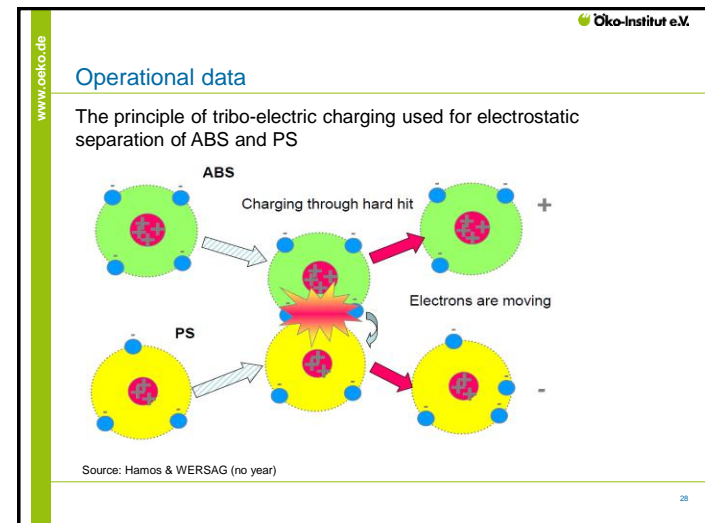 Öko-Institut e.V.
www.oeko.de
Operational data
The principle of tribo-electric charging used for electrostatic
separation of ABS and PS
ABS
Charging through hard hit
+
Electrons are moving
PS
-
Source: Hamos & WERSAG (no year)
28